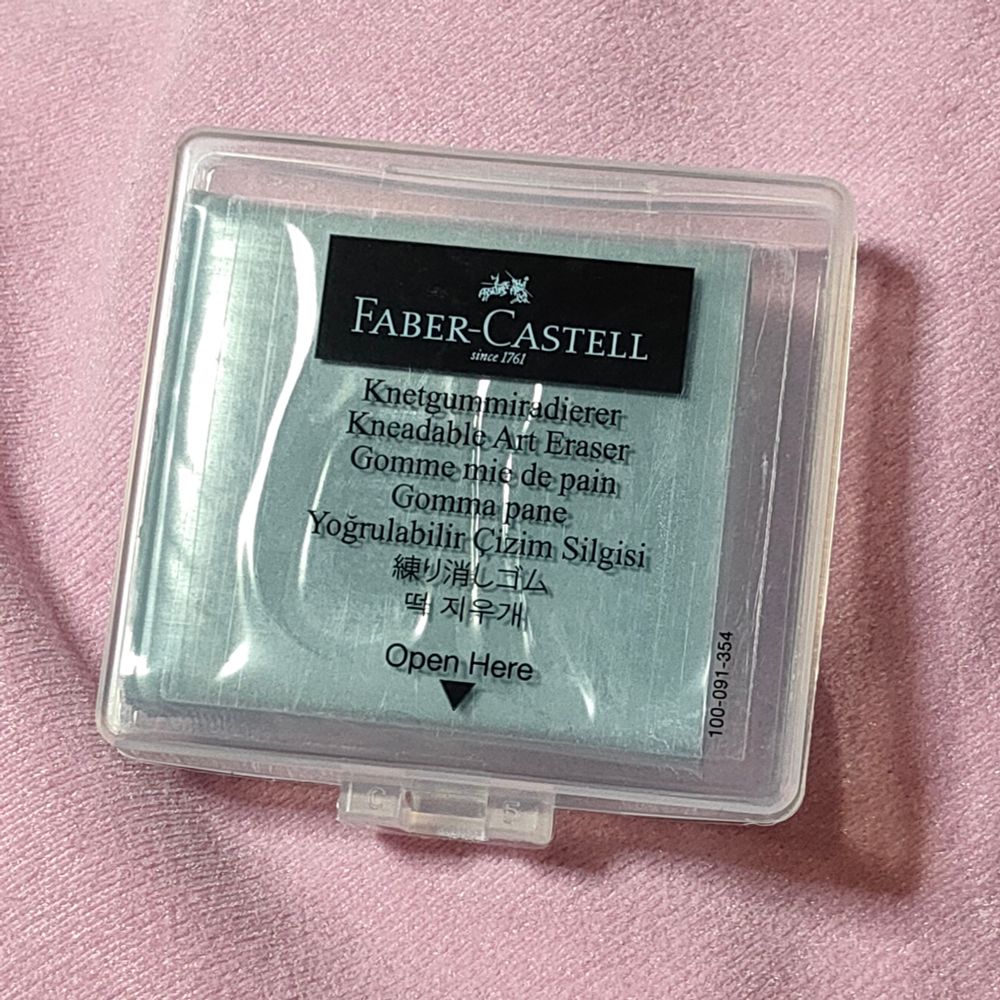 FABER-CASTELL
since 1761
Knetgummiradierer
Kneadable Art Eraser
Gomme mie de pain
Gomma pane
Yoğrulabilir Çizim Silgisi
練り消しゴム
떡 지우개
Open Here
100-091-354
C F